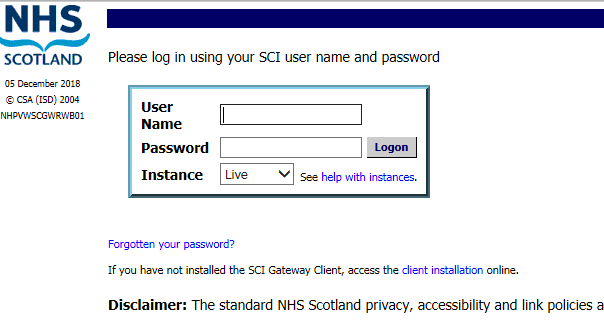 NHS
SCOTLAND
05 December 2018
© CSA (ISD) 2004
NHPVWSCGWRWB01
Please log in using your SCI user name and password
User
Name
Password
Logon
Instance
Live
See help with instances.
Forgotten your password?
If you have not installed the SCI Gateway Client, access the client installation online.
Disclaimer: The standard NHS Scotland privacy, accessibility and link policies a